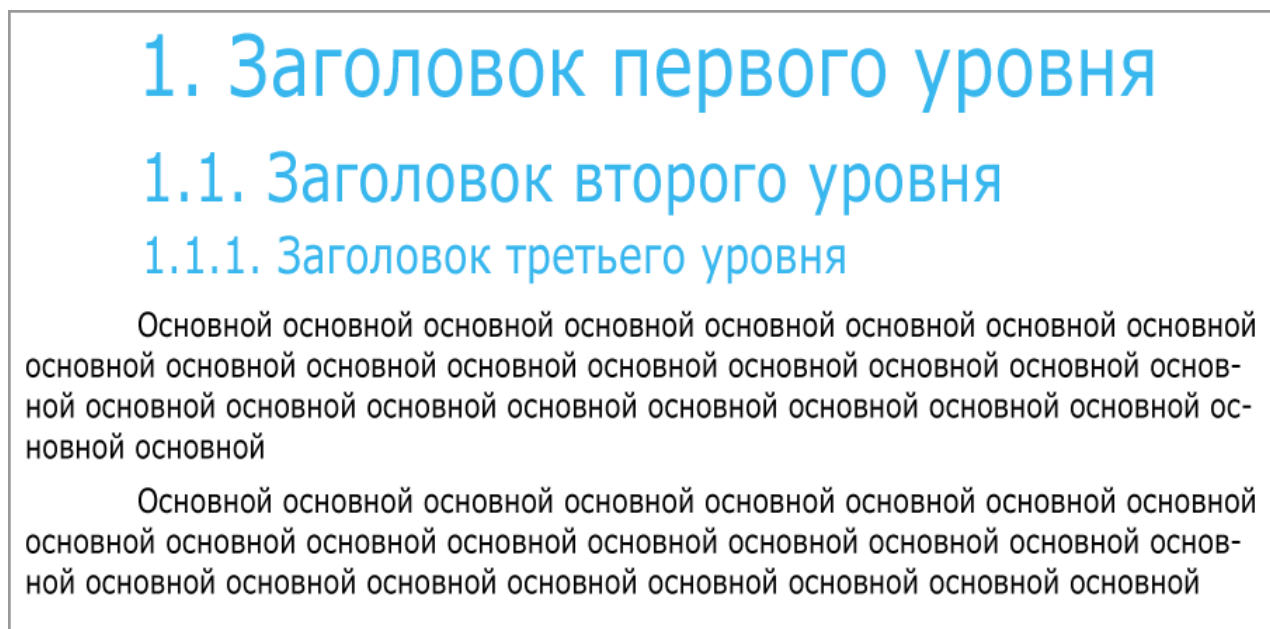 1. Заголовок первого уровня
1.1. Заголовок второго уровня
1.1.1. Заголовок третьего уровня
Основной основной основной основной основной основной основной основной
основной основной основной основной основной основной основной основной основ-
ной основной основной основной основной основной основной основной основной ос-
новной основной
Основной основной основной основной основной основной основной основной
основной основной основной основной основной основной основной основной основ-
ной основной основной основной основной основной основной основной основной